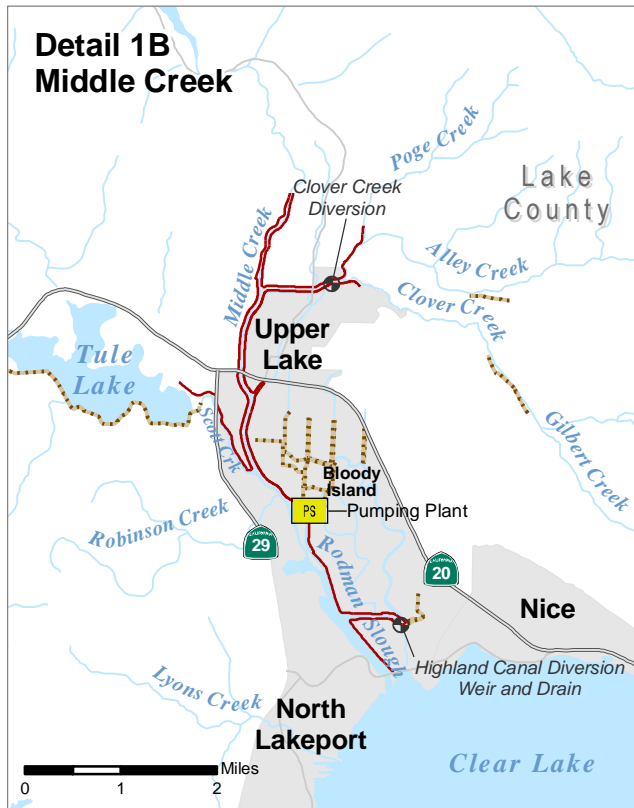 Detail 1B
Middle Creek
Poge Creek
Lake
County
Clover Creek
Diversion
Middle Creek
Alley Creek
Clover Creek
Upper
Lake
Tule
Lake
Scott Crk
Gilbert Creek
Bloody
Island
PS
Pumping Plant
Robinson Creek
CALIFORNIA
29
Rodman Slough
CALIFORNIA
20
Nice
Highland Canal Diversion
Weir and Drain
Lyons Creek
North
Lakeport
Clear Lake
Miles
0 1 2